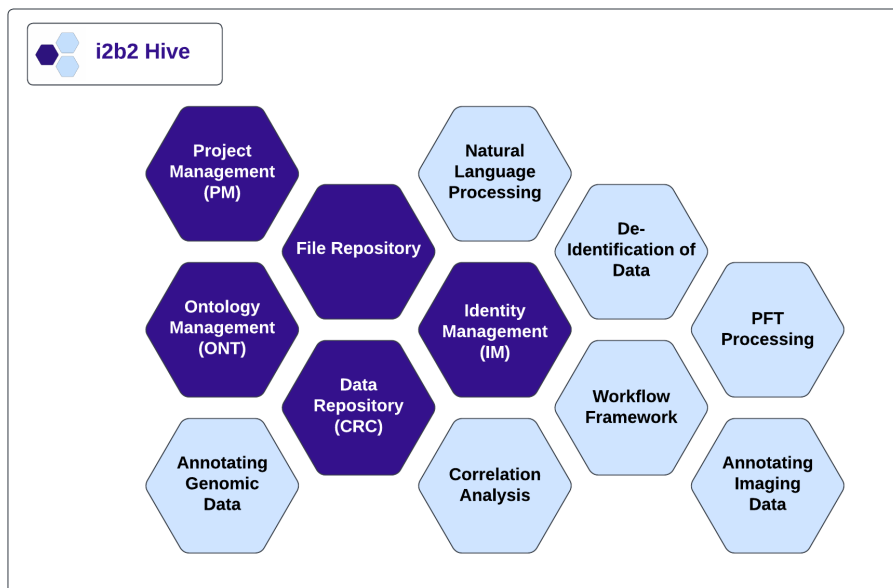 i2b2 Hive
Project
Management
(PM)
Natural
Language
Processing
File Repository
De-
Identification of
Data
Ontology
Management
(ONT)
Identity
Management
(IM)
PFT
Processing
Data
Repository
(CRC)
Workflow
Framework
Annotating
Genomic
Data
Correlation
Analysis
Annotating
Imaging
Data